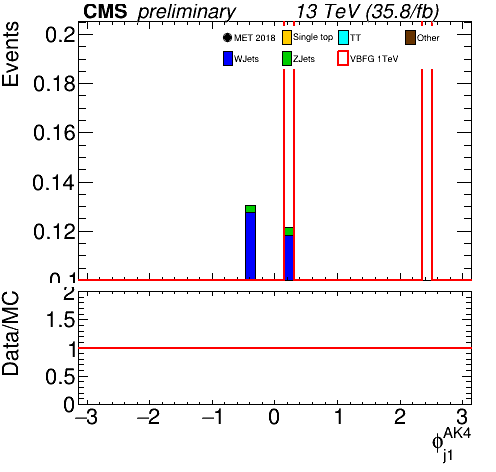 CMS preliminary 13 TeV (35.8/fb)
MET 2018 Single top TT Other
WJets ZJets VBFG 1TeV
Events
0.2
0.18
0.16
0.14
0.12
0.1
Data/MC
2
1.5
1
0.5
0
−3 −2 −1 0 1 2 3
ϕ_{j1}^{AK4}